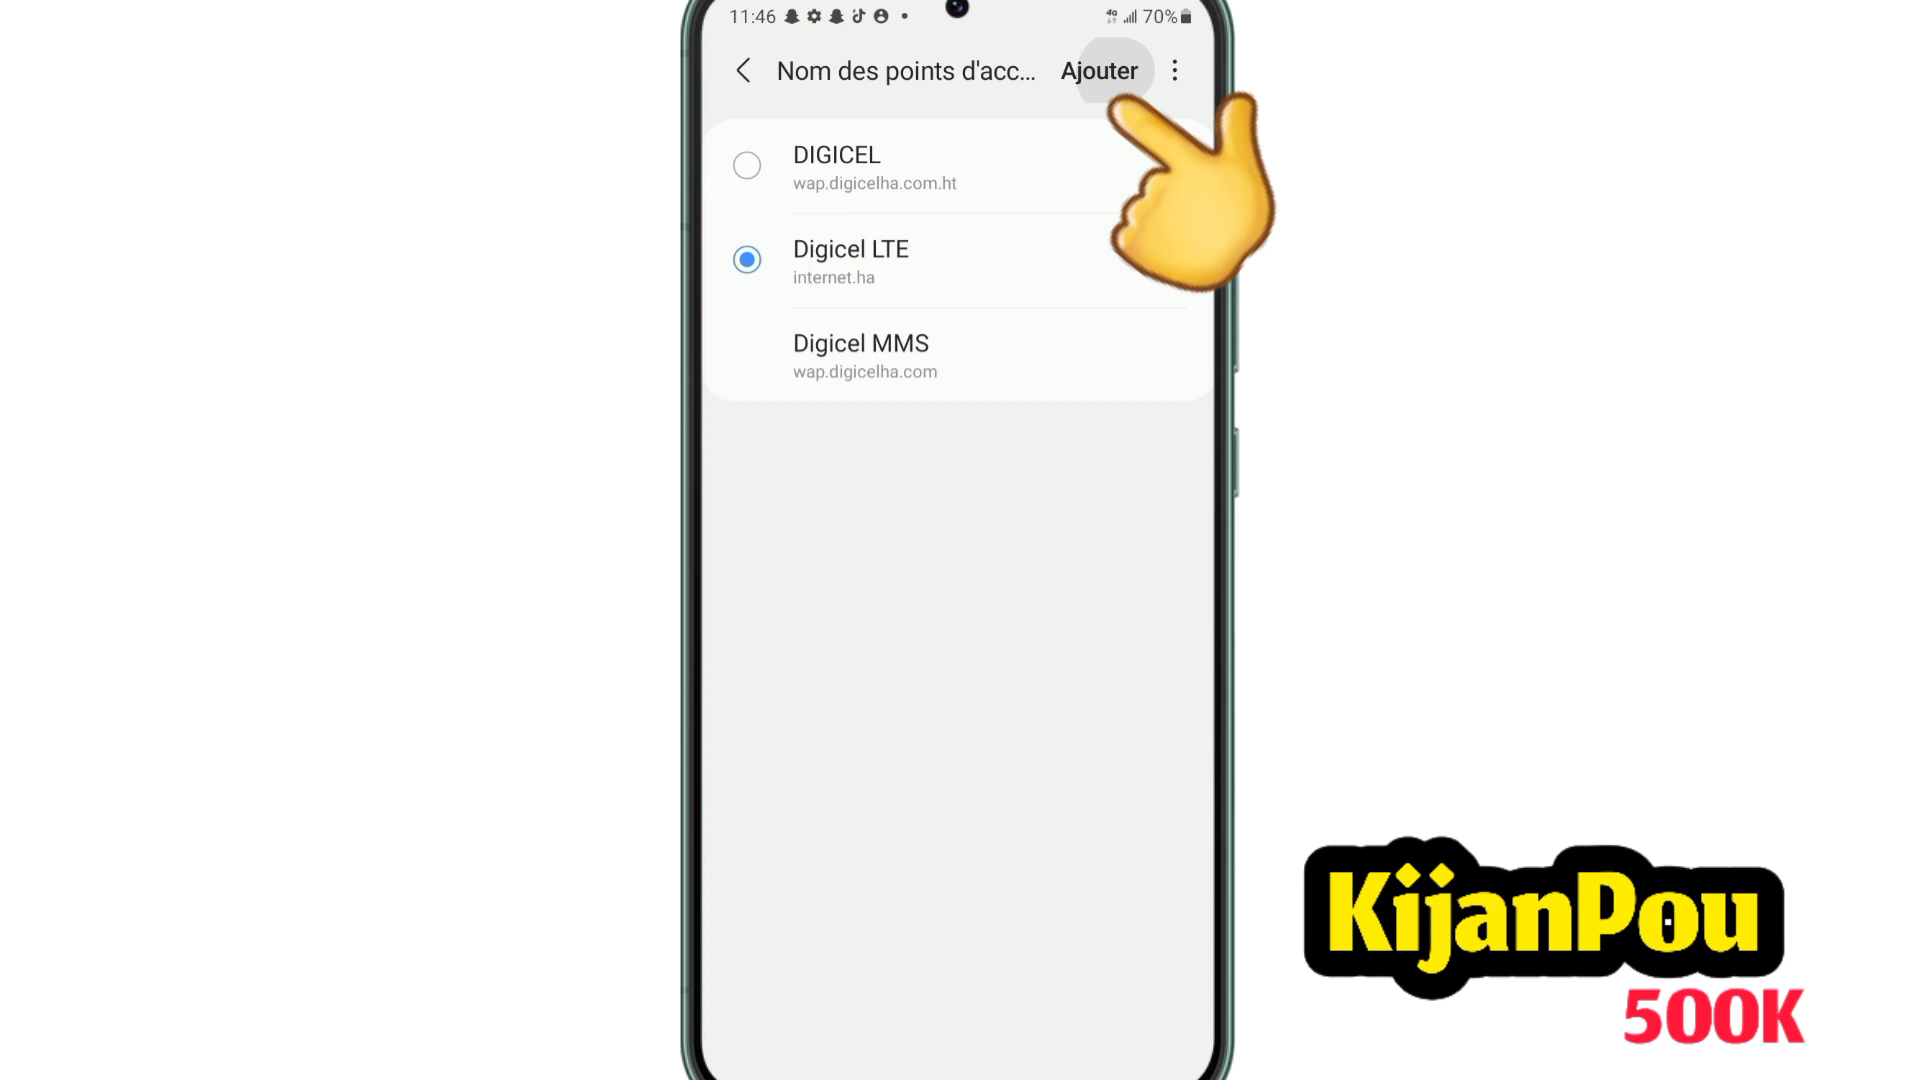 11:46
4G 70%
Nom des points d'acc... Ajouter
DIGICEL
wap.digicelha.com.ht
Digicel LTE
internet.ha
Digicel MMS
wap.digicelha.com
KijanPou
500K